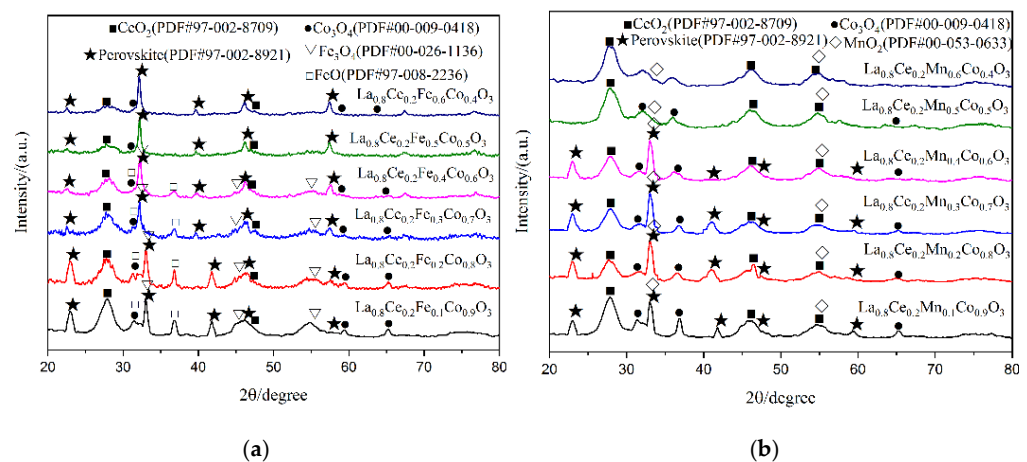 (a)
■CeO₂(PDF#97-002-8709) ●Co₃O₄(PDF#00-009-0418)
★Perovskite(PDF#97-002-8921) ▽Fe₃O₄(PDF#00-026-1136)
□FeO(PDF#97-008-2236)
La₀.₈Ce₀.₂Fe₀.₆Co₀.₄O₃
La₀.₈Ce₀.₂Fe₀.₅Co₀.₅O₃
La₀.₈Ce₀.₂Fe₀.₄Co₀.₆O₃
La₀.₈Ce₀.₂Fe₀.₃Co₀.₇O₃
La₀.₈Ce₀.₂Fe₀.₂Co₀.₈O₃
La₀.₈Ce₀.₂Fe₀.₁Co₀.₉O₃
Intensity/(a.u.)
20 30 40 50 60 70 80
2θ/degree
(b)
■CeO₂(PDF#97-002-8709) ●Co₃O₄(PDF#00-009-0418)
★Perovskite(PDF#97-002-8921) ◇MnO₂(PDF#00-053-0633)
La₀.₈Ce₀.₂Mn₀.₆Co₀.₄O₃
La₀.₈Ce₀.₂Mn₀.₅Co₀.₅O₃
La₀.₈Ce₀.₂Mn₀.₄Co₀.₆O₃
La₀.₈Ce₀.₂Mn₀.₃Co₀.₇O₃
La₀.₈Ce₀.₂Mn₀.₂Co₀.₈O₃
La₀.₈Ce₀.₂Mn₀.₁Co₀.₉O₃
Intensity/(a.u.)
20 30 40 50 60 70 80
2θ/degree
(a)
(b)